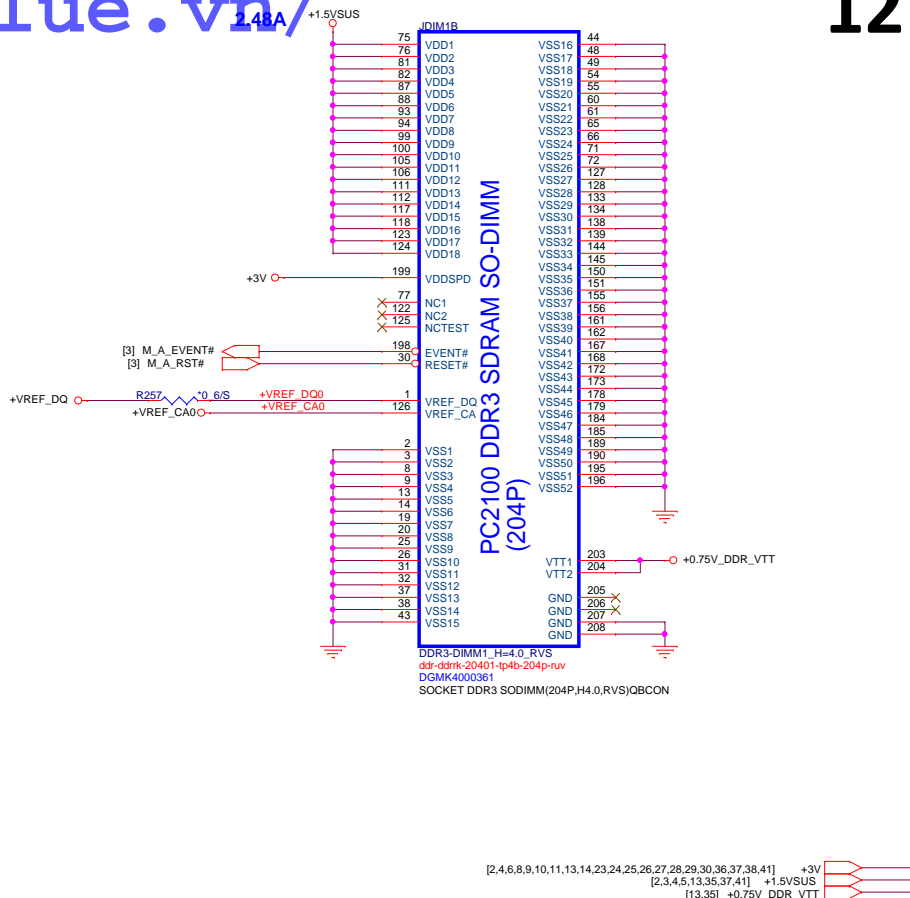 lue.vn/
12
2.48A +1.5VSUS
JDIM1B
75 VDD1 VSS16 44
76 VDD2 VSS17 48
81 VDD3 VSS18 49
82 VDD4 VSS19 54
87 VDD5 VSS20 55
88 VDD6 VSS21 60
93 VDD7 VSS22 61
94 VDD8 VSS23 65
99 VDD9 VSS24 66
100 VDD10 VSS25 71
105 VDD11 VSS26 72
106 VDD12 VSS27 127
111 VDD13 VSS28 128
112 VDD14 VSS29 133
117 VDD15 VSS30 134
118 VDD16 VSS31 138
123 VDD17 VSS32 139
124 VDD18 VSS33 144
VSS34 145
+3V 199 VDDSPD VSS35 150
VSS36 151
77 NC1 VSS37 155
122 NC2 VSS38 156
125 NCTEST VSS39 161
VSS40 162
[3] M_A_EVENT# 198 EVENT# VSS41 167
[3] M_A_RST# 30 RESET# VSS42 168
VSS43 172
VSS44 173
+VREF_DQ R257 *0_6/S +VREF_DQ0 1 VREF_DQ VSS45 178
+VREF_CA0 +VREF_CA0 126 VREF_CA VSS46 179
VSS47 184
VSS48 185
2 VSS1 VSS49 189
3 VSS2 VSS50 190
8 VSS3 VSS51 195
9 VSS4 VSS52 196
13 VSS5
14 VSS6
19 VSS7
20 VSS8
25 VSS9
26 VSS10 VTT1 203 +0.75V_DDR_VTT
31 VSS11 VTT2 204
32 VSS12
37 VSS13 GND 205
38 VSS14 GND 206
43 VSS15 GND 207
GND 208
PC2100 DDR3 SDRAM SO-DIMM
(204P)
DDR3-DIMM1_H=4.0_RVS
ddr-ddrrk-20401-tp4b-204p-ruv
DGMK4000361
SOCKET DDR3 SODIMM(204P,H4.0,RVS)QBCON
[2,4,6,8,9,10,11,13,14,23,24,25,26,27,28,29,30,36,37,38,41] +3V
[2,3,4,5,13,35,37,41] +1.5VSUS
[13,35] +0.75V_DDR_VTT